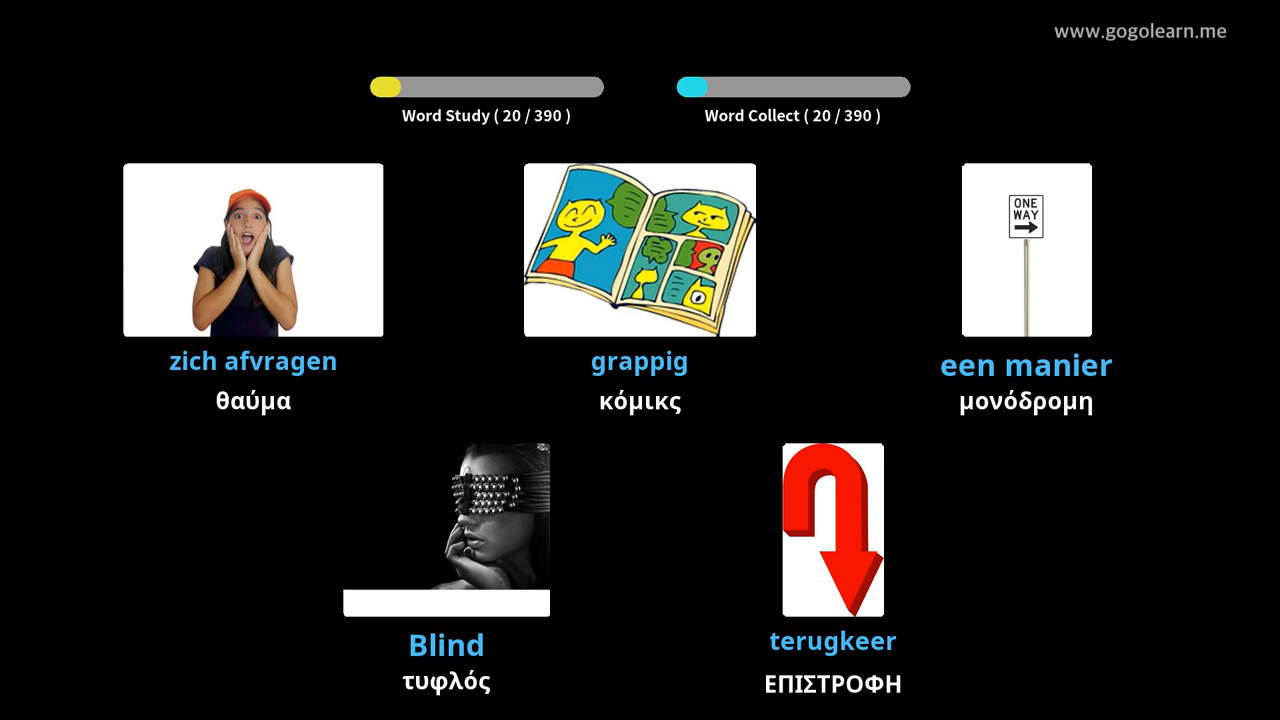 www.gogolearn.me
Word Study ( 20 / 390 )
Word Collect ( 20 / 390 )
ONE
WAY
zich afvragen
grappig
een manier
θαύμα
κόμικς
μονόδρομη
Blind
terugkeer
τυφλός
ΕΠΙΣΤΡΟΦΗ